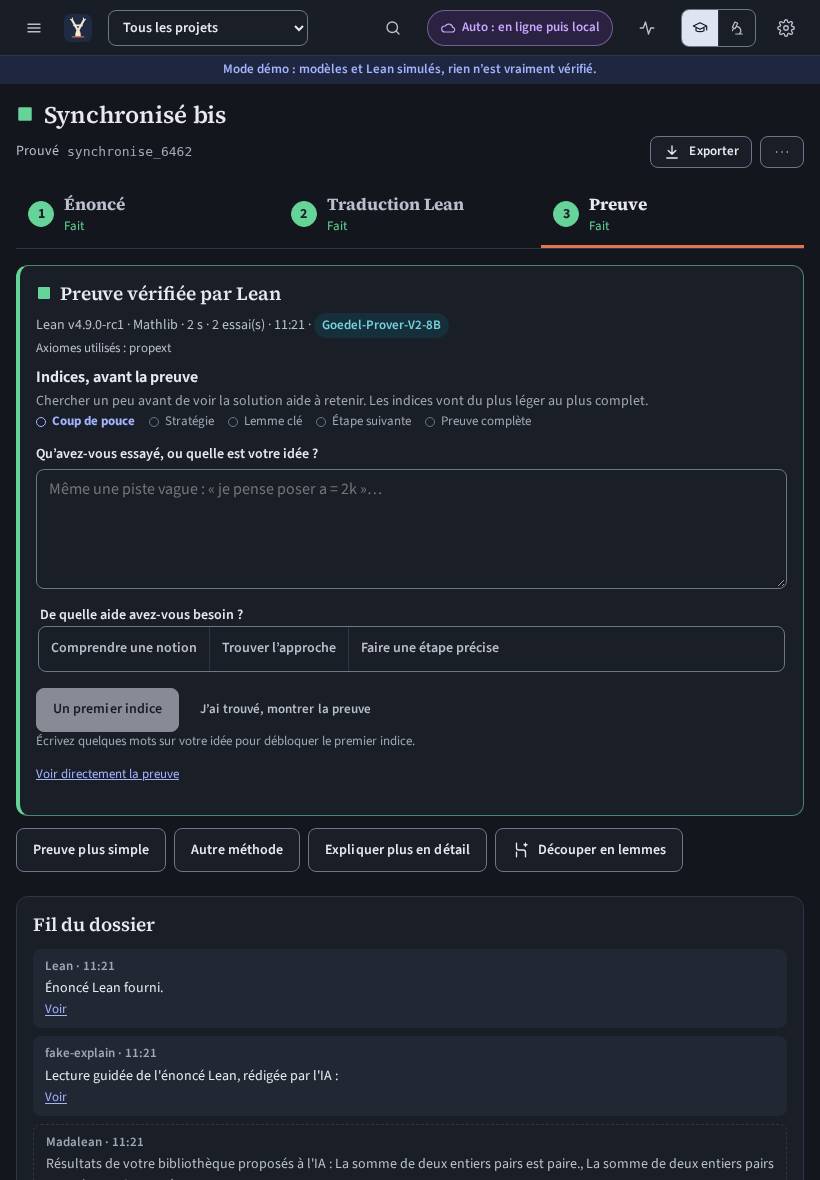 Tous les projets
Auto : en ligne puis local
Mode démo : modèles et Lean simulés, rien n’est vraiment vérifié.
Synchronisé bis
Prouvé synchronise_6462
Exporter
...
1 Énoncé
Fait
2 Traduction Lean
Fait
3 Preuve
Fait
Preuve vérifiée par Lean
Lean v4.9.0-rc1 · Mathlib · 2 s · 2 essai(s) · 11:21 · Goedel-Prover-V2-8B
Axiomes utilisés : propext
Indices, avant la preuve
Chercher un peu avant de voir la solution aide à retenir. Les indices vont du plus léger au plus complet.
Coup de pouce Stratégie Lemme clé Étape suivante Preuve complète
Qu’avez-vous essayé, ou quelle est votre idée ?
Même une piste vague : « je pense poser a = 2k »…
De quelle aide avez-vous besoin ?
Comprendre une notion Trouver l’approche Faire une étape précise
Un premier indice J’ai trouvé, montrer la preuve
Écrivez quelques mots sur votre idée pour débloquer le premier indice.
Voir directement la preuve
Preuve plus simple Autre méthode Expliquer plus en détail Découper en lemmes
Fil du dossier
Lean · 11:21
Énoncé Lean fourni.
Voir
fake-explain · 11:21
Lecture guidée de l'énoncé Lean, rédigée par l'IA :
Voir
Madalean · 11:21
Résultats de votre bibliothèque proposés à l'IA : La somme de deux entiers pairs est paire., La somme de deux entiers pairs